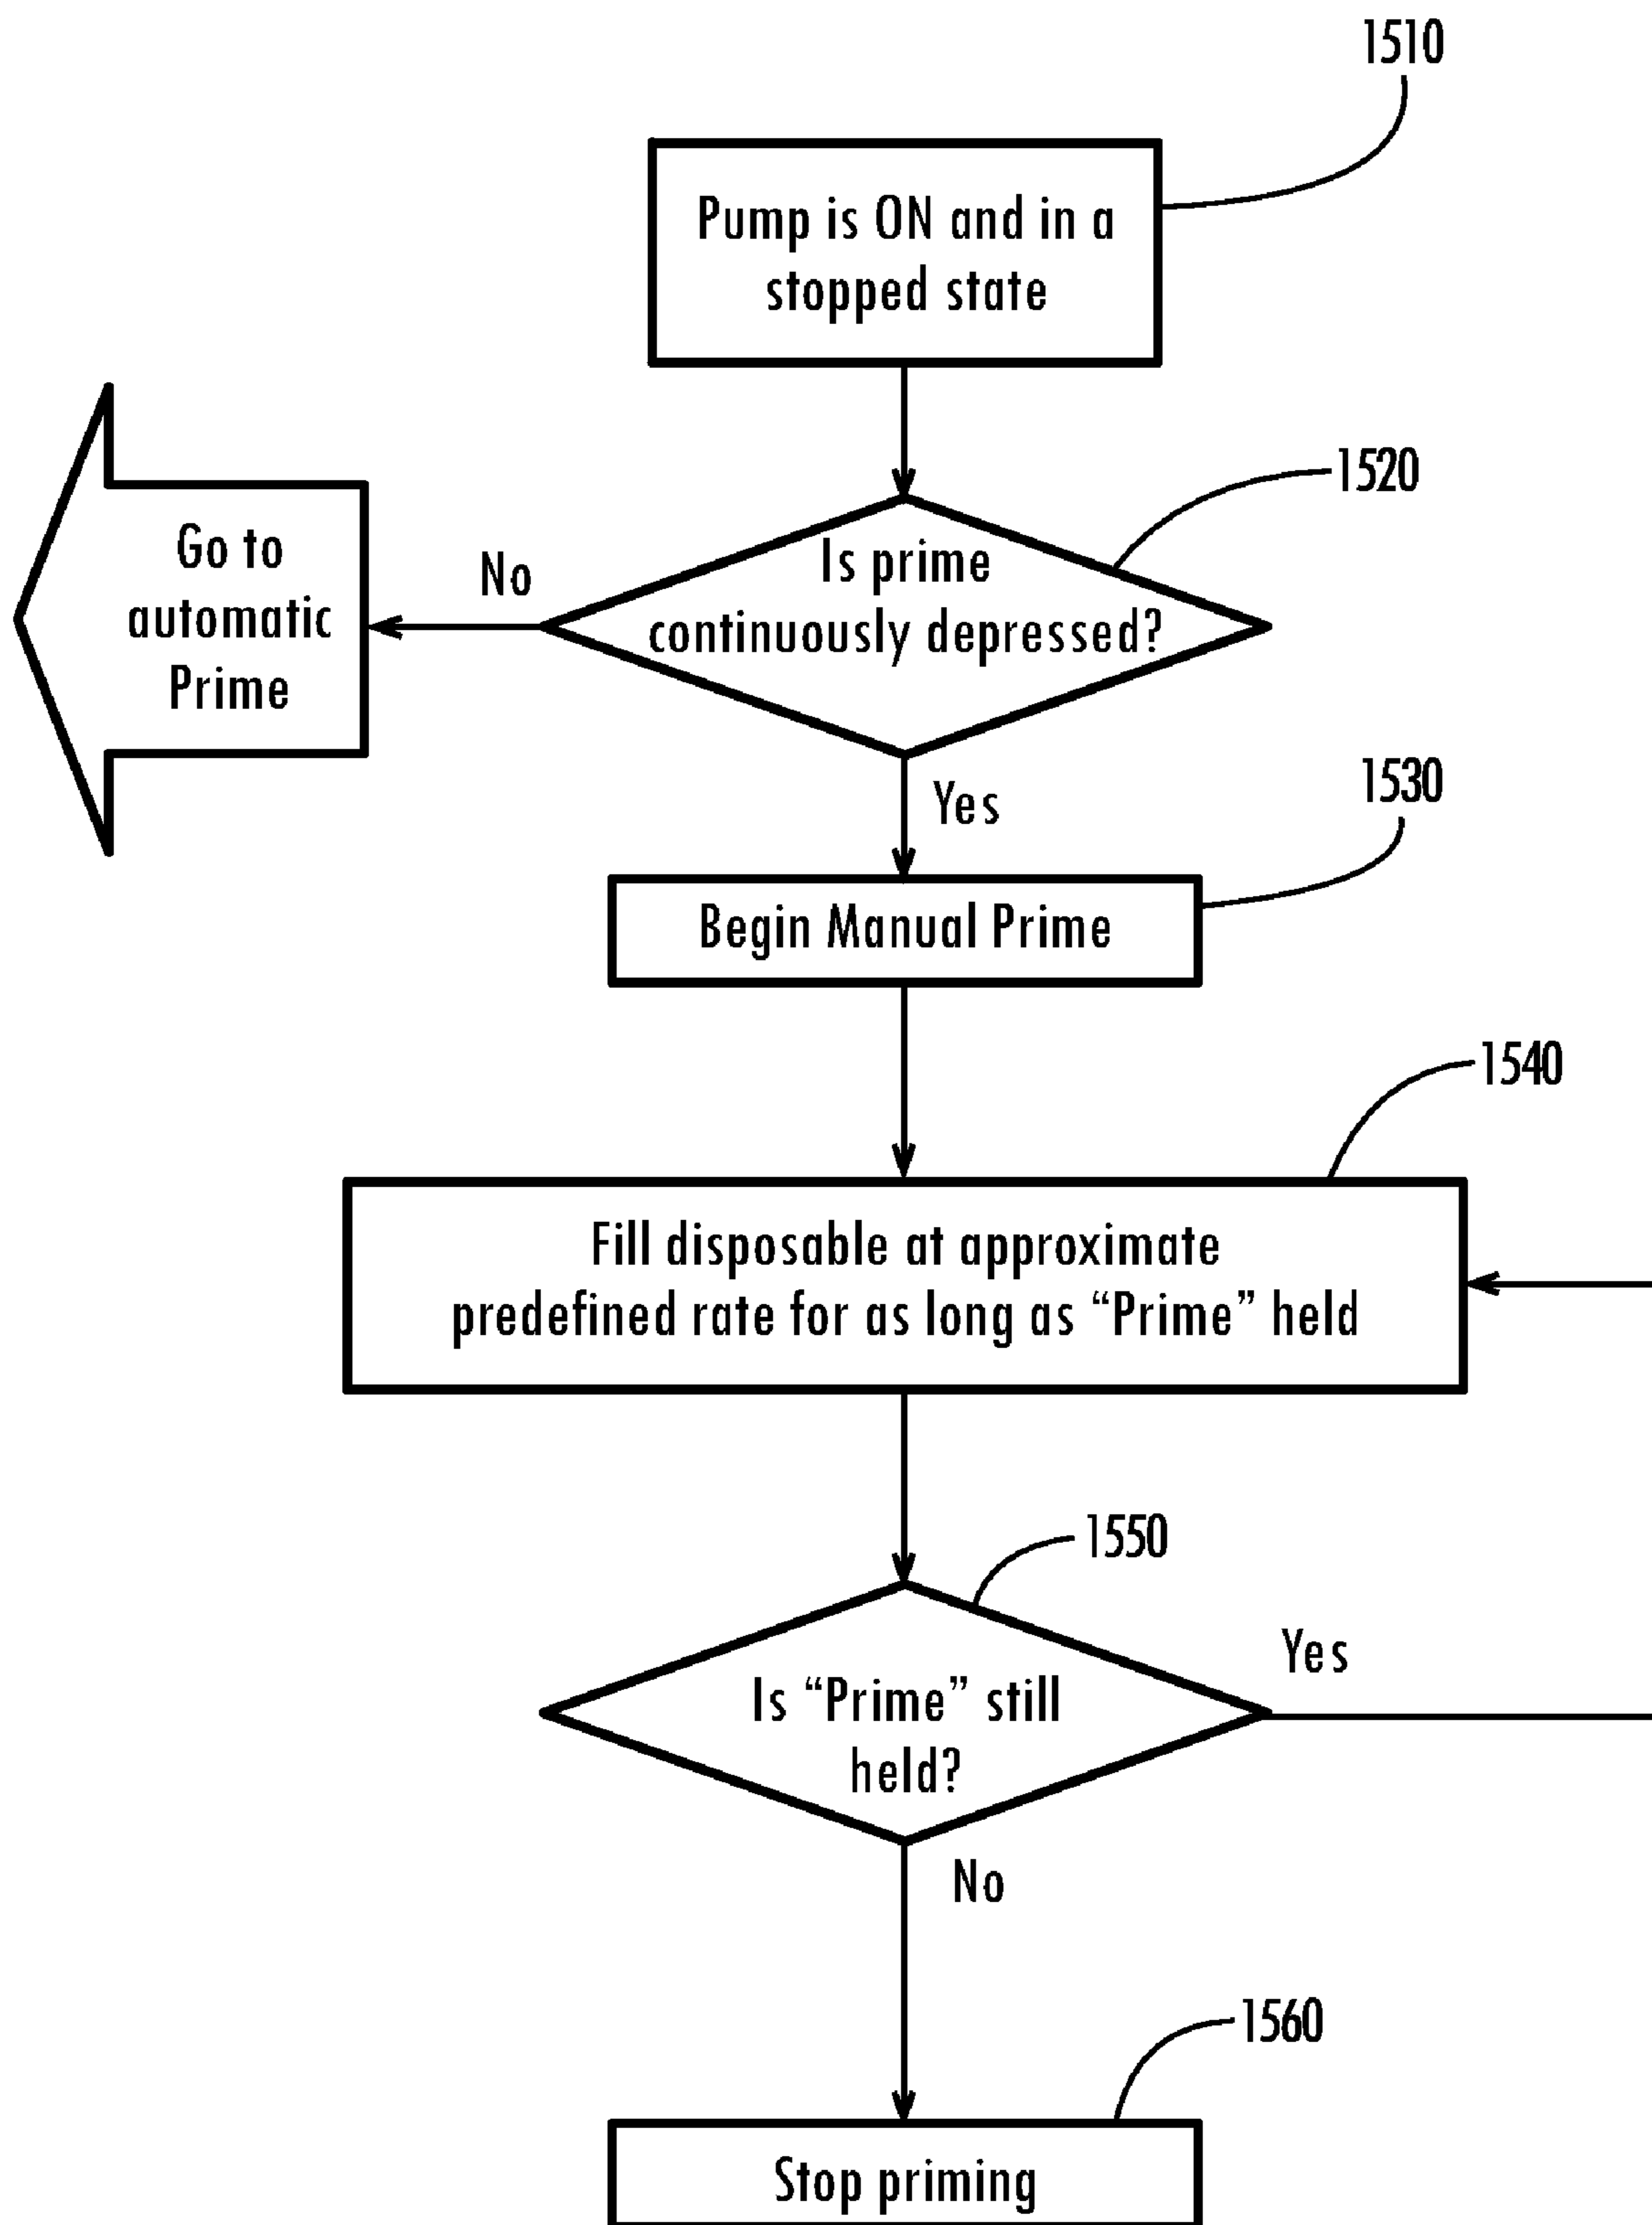 1510
Pump is ON and in a
stopped state
1520
Is prime
continuously depressed?
No
Go to
automatic
Prime
Yes
1530
Begin Manual Prime
1540
Fill disposable at approximate
predefined rate for as long as “Prime” held
1550
Yes
Is “Prime” still
held?
No
1560
Stop priming